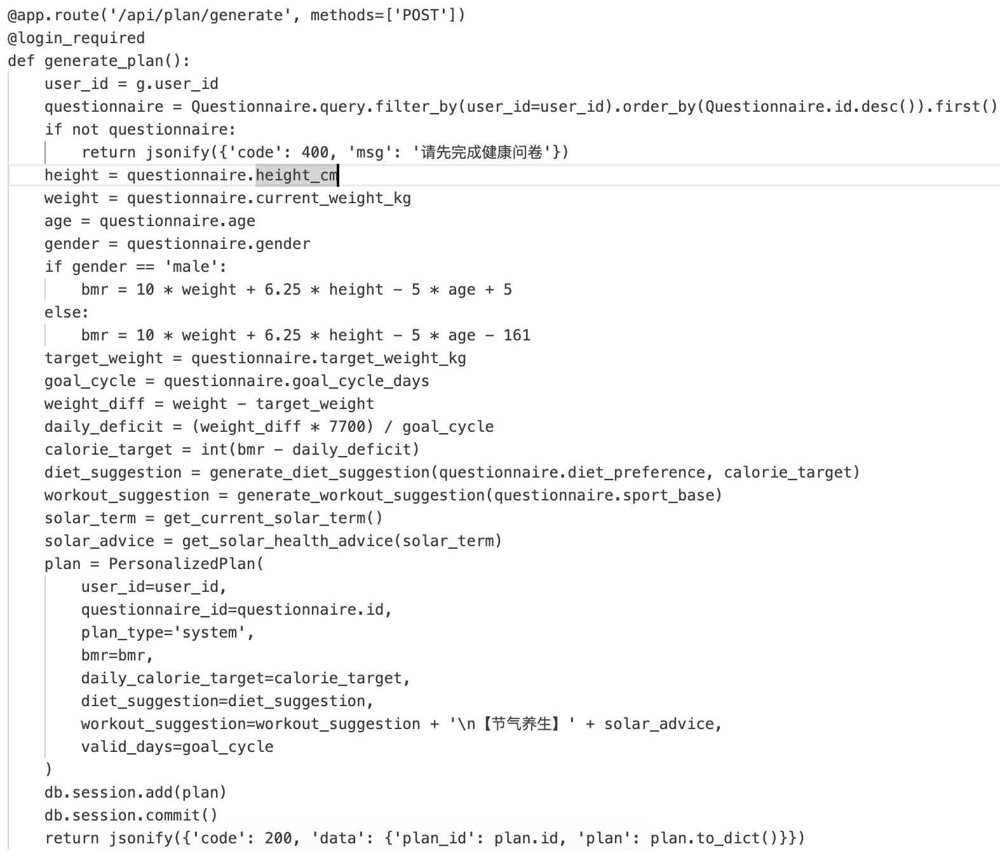 @app.route('/api/plan/generate', methods=['POST'])
@login_required
def generate_plan():
    user_id = g.user_id
    questionnaire = Questionnaire.query.filter_by(user_id=user_id).order_by(Questionnaire.id.desc()).first()
    if not questionnaire:
        return jsonify({'code': 400, 'msg': '请先完成健康问卷'})
    height = questionnaire.height_cm
    weight = questionnaire.current_weight_kg
    age = questionnaire.age
    gender = questionnaire.gender
    if gender == 'male':
        bmr = 10 * weight + 6.25 * height - 5 * age + 5
    else:
        bmr = 10 * weight + 6.25 * height - 5 * age - 161
    target_weight = questionnaire.target_weight_kg
    goal_cycle = questionnaire.goal_cycle_days
    weight_diff = weight - target_weight
    daily_deficit = (weight_diff * 7700) / goal_cycle
    calorie_target = int(bmr - daily_deficit)
    diet_suggestion = generate_diet_suggestion(questionnaire.diet_preference, calorie_target)
    workout_suggestion = generate_workout_suggestion(questionnaire.sport_base)
    solar_term = get_current_solar_term()
    solar_advice = get_solar_health_advice(solar_term)
    plan = PersonalizedPlan(
        user_id=user_id,
        questionnaire_id=questionnaire.id,
        plan_type='system',
        bmr=bmr,
        daily_calorie_target=calorie_target,
        diet_suggestion=diet_suggestion,
        workout_suggestion=workout_suggestion + '\n【节气养生】' + solar_advice,
        valid_days=goal_cycle
    )
    db.session.add(plan)
    db.session.commit()
    return jsonify({'code': 200, 'data': {'plan_id': plan.id, 'plan': plan.to_dict()}})